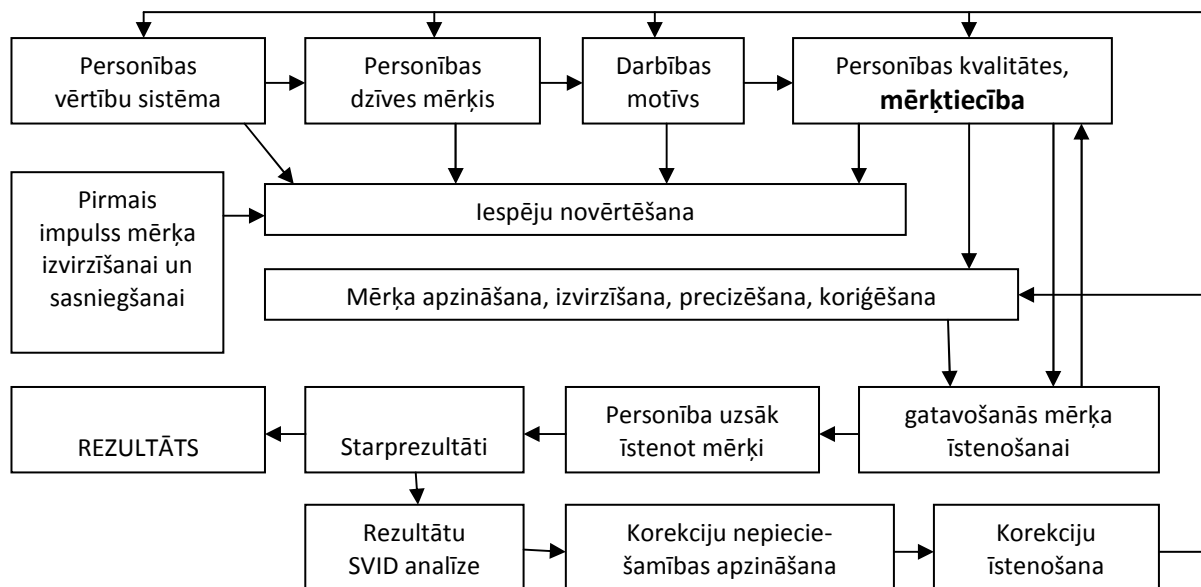 Personības
vērtību sistēma
Personības
dzīves mērķis
Darbības
motīvs
Personības kvalitātes,
mērķtiecība
Pirmais
impulss mērķa
izvirzīšanai un
sasniegšanai
Iespēju novērtēšana
Mērķa apzināšana, izvirzīšana, precizēšana, koriģēšana
REZULTĀTS
Starprezultāti
Personība uzsāk
īstenot mērķi
gatavošanās mērķa
īstenošanai
Rezultātu
SVID analīze
Korekciju nepiecie-
šamības apzināšana
Korekciju
īstenošana